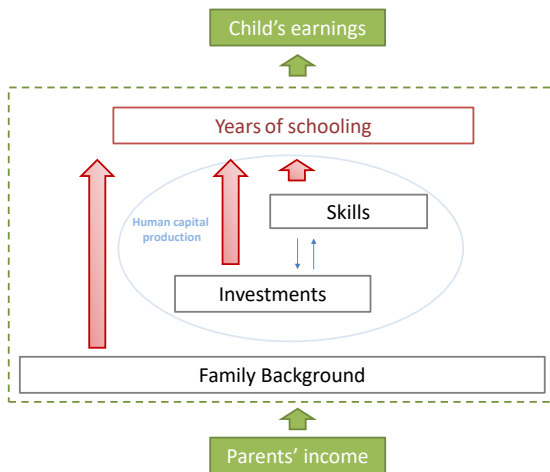 Child's earnings
Years of schooling
Skills
Human capital
production
Investments
Family Background
Parents' income